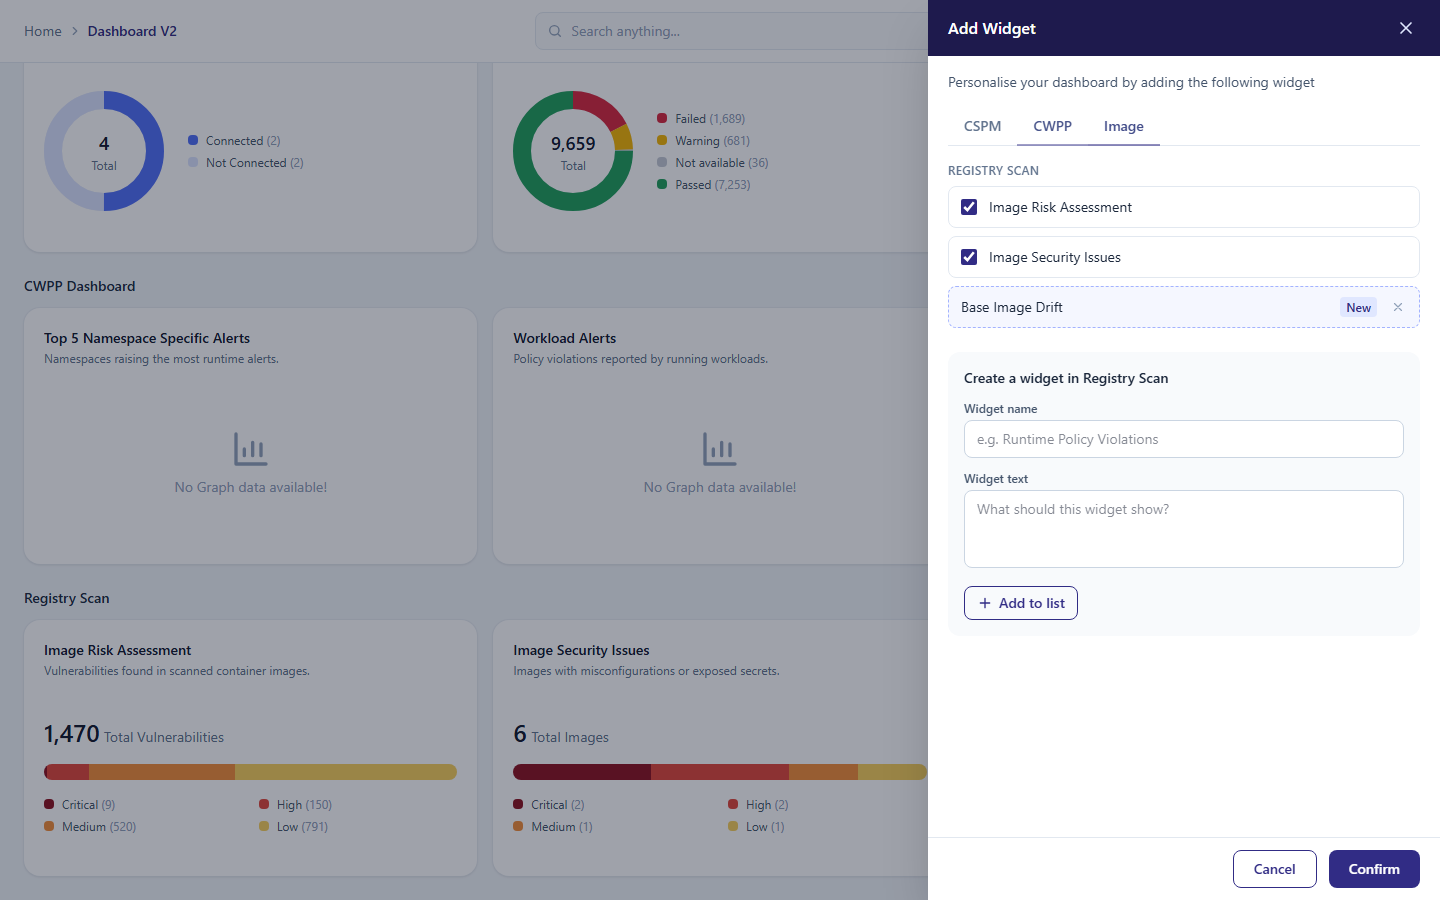 Home > Dashboard V2
Search anything...
4
Total
Connected (2)
Not Connected (2)
9,659
Total
Failed (1,689)
Warning (681)
Not available (36)
Passed (7,253)
CWPP Dashboard
Top 5 Namespace Specific Alerts
Namespaces raising the most runtime alerts.
No Graph data available!
Workload Alerts
Policy violations reported by running workloads.
No Graph data available!
Registry Scan
Image Risk Assessment
Vulnerabilities found in scanned container images.
1,470 Total Vulnerabilities
Critical (9)
High (150)
Medium (520)
Low (791)
Image Security Issues
Images with misconfigurations or exposed secrets.
6 Total Images
Critical (2)
High (2)
Medium (1)
Low (1)
Add Widget
Personalise your dashboard by adding the following widget
CSPM CWPP Image
REGISTRY SCAN
Image Risk Assessment
Image Security Issues
Base Image Drift New
Create a widget in Registry Scan
Widget name
e.g. Runtime Policy Violations
Widget text
What should this widget show?
+ Add to list
Cancel Confirm